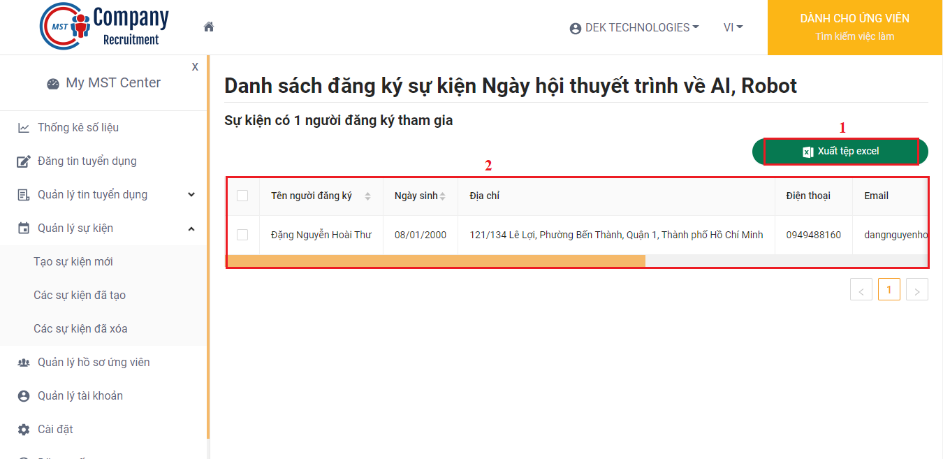 MST Company
Recruitment
DEK TECHNOLOGIES
VI
DÀNH CHO ỨNG VIÊN
Tìm kiếm việc làm
X
My MST Center
Thống kê số liệu
Đăng tin tuyển dụng
Quản lý tin tuyển dụng
Quản lý sự kiện
Tạo sự kiện mới
Các sự kiện đã tạo
Các sự kiện đã xóa
Quản lý hồ sơ ứng viên
Quản lý tài khoản
Cài đặt
Danh sách đăng ký sự kiện Ngày hội thuyết trình về AI, Robot
Sự kiện có 1 người đăng ký tham gia
1
Xuất tệp excel
2
Tên người đăng ký Ngày sinh Địa chỉ Điện thoại Email
Đặng Nguyễn Hoài Thư 08/01/2000 121/134 Lê Lợi, Phường Bến Thành, Quận 1, Thành phố Hồ Chí Minh 0949488160 dangnguyenho
< 1 >